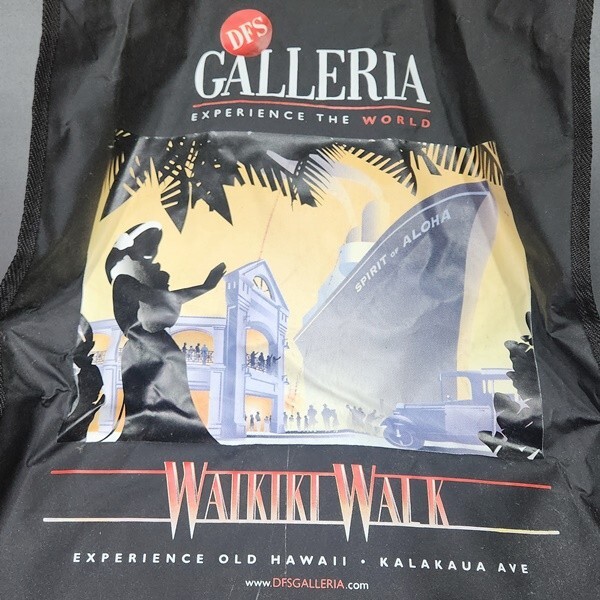 DFS
GALLERIA
EXPERIENCE THE WORLD
SPIRIT OF ALOHA
WAIKIKI WALK
EXPERIENCE OLD HAWAII • KALAKAUA AVE
www.DFSGALLERIA.com